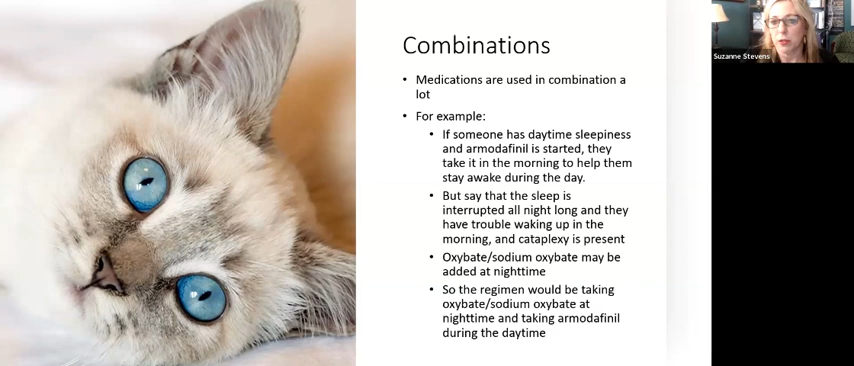 Combinations
• Medications are used in combination a
lot
• For example:
• If someone has daytime sleepiness
and armodafinil is started, they
take it in the morning to help them
stay awake during the day.
• But say that the sleep is
interrupted all night long and they
have trouble waking up in the
morning, and cataplexy is present
• Oxybate/sodium oxybate may be
added at nighttime
• So the regimen would be taking
oxybate/sodium oxybate at
nighttime and taking armodafinil
during the daytime
Suzanne Stevens